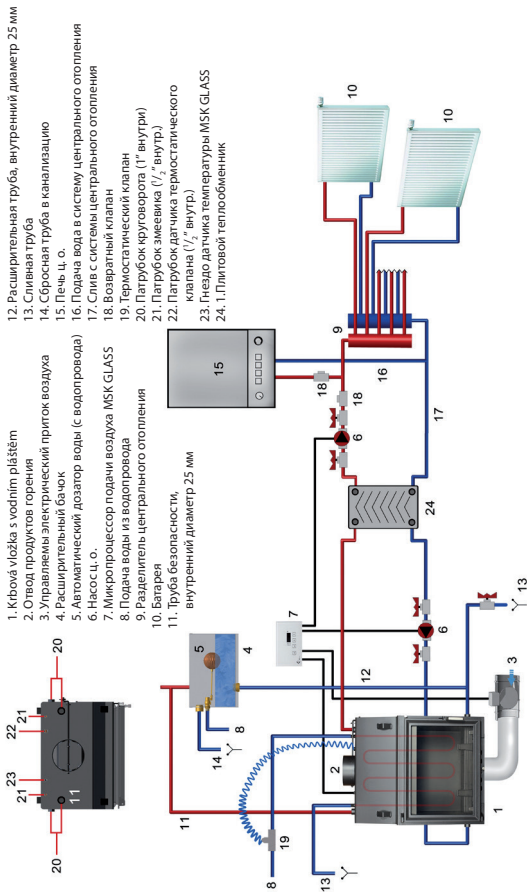 1. Krbová vložka s vodním pláštěm
2. Отвод продуктов горения
3. Управляемы электрический приток воздуха
4. Расширительный бачок
5. Автоматический дозатор воды (с водопровода)
6. Насос ц. о.
7. Микропроцессор подачи воздуха MSK GLASS
8. Подача воды из водопровода
9. Разделитель центрального отопления
10. Батарея
11. Труба безопасности,
внутренний диаметр 25 мм
12. Расширительная труба, внутренний диаметр 25 мм
13. Сливная труба
14. Сбросная труба в канализацию
15. Печь ц. о.
16. Подача вода в систему центрального отопления
17. Слив с системы центрального отопления
18. Возвратный клапан
19. Термостатический клапан
20. Патрубок круговорота (1” внутри)
21. Патрубок змеевика (1/2” внутр.)
22. Патрубок датчика термостатического
клапана (1/2” внутр.)
23. Гнездо датчика температуры MSK GLASS
24. 1.Плитовой теплообменник
20
21
23
22
21
20
11
11
5
4
8
14
12
7
2
19
8
13
1
3
13
6
24
6
18
18
15
16
17
9
10
10